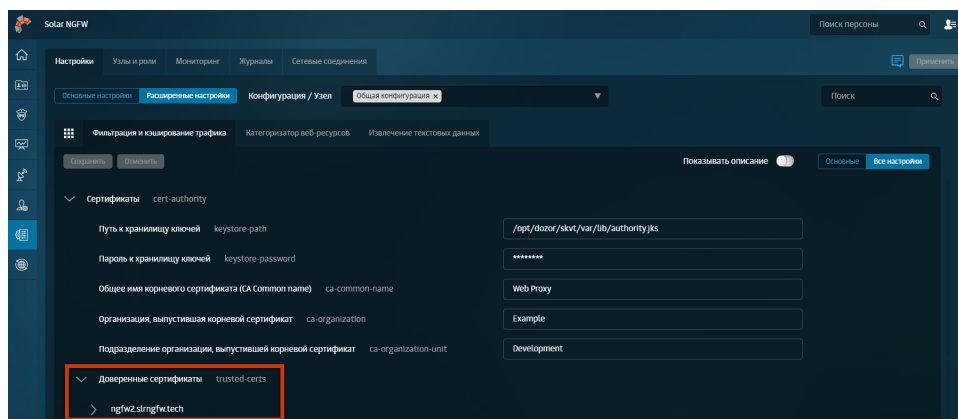 Solar NGFW
Поиск персоны
Настройки Узлы и роли Мониторинг Журналы Сетевые соединения
Применить
Основные настройки Расширенные настройки Конфигурация / Узел Общая конфигурация x Поиск
Фильтрация и кэширование трафика Категоризатор веб-ресурсов Извлечение текстовых данных
Сохранить Отменить Показывать описание Основные Все настройки
Сертификаты cert-authority
Путь к хранилищу ключей keystore-path /opt/dozor/skvt/var/lib/authority.jks
Пароль к хранилищу ключей keystore-password ********
Общее имя корневого сертификата (CA Common name) ca-common-name Web Proxy
Организация, выпустившая корневой сертификат ca-organization Example
Подразделение организации, выпустившей корневой сертификат ca-organization-unit Development
Доверенные сертификаты trusted-certs
ngfw2.slrngfw.tech